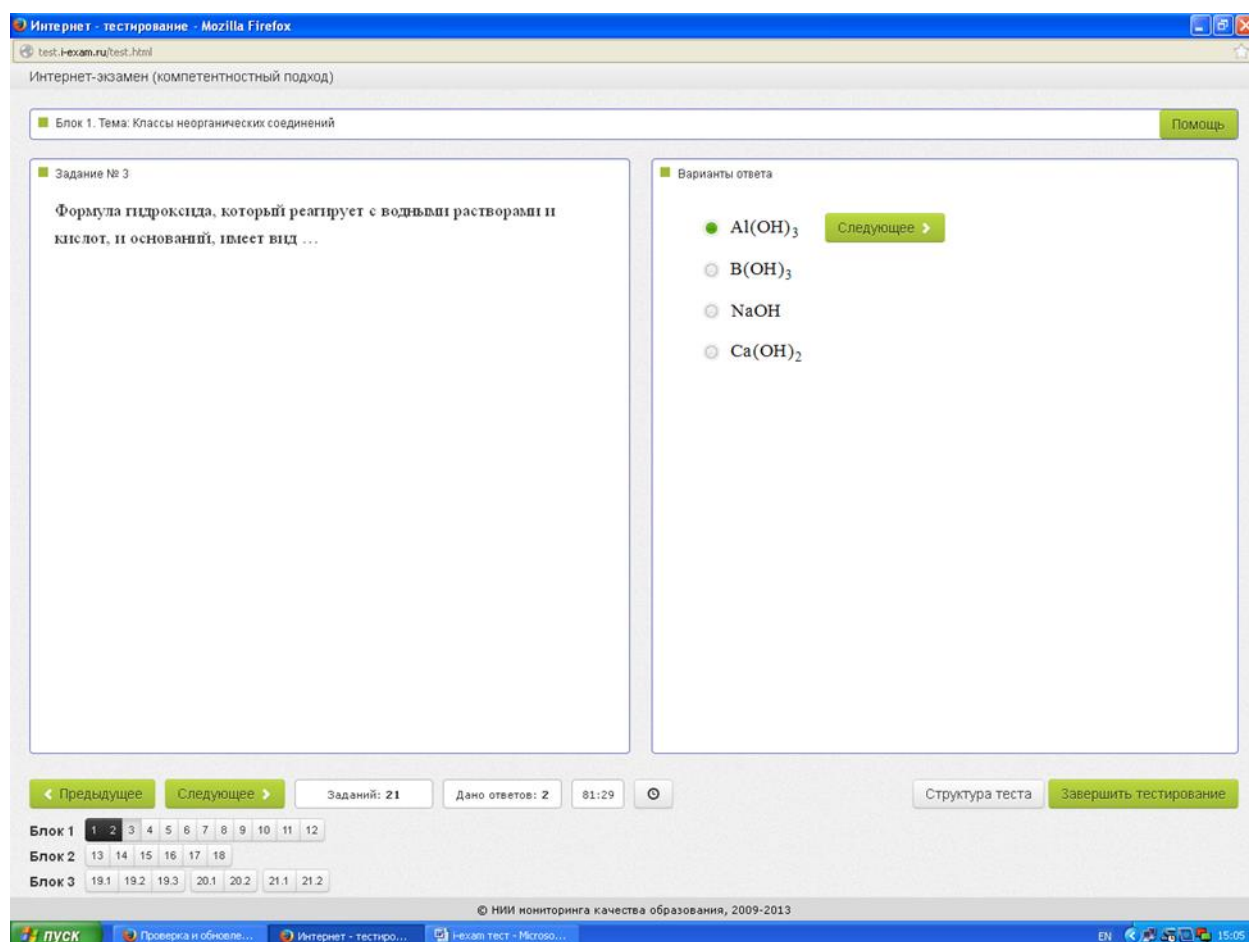 Интернет - тестирование - Mozilla Firefox
test.i-exam.ru/test.html
Интернет-экзамен (компетентностный подход)
Блок 1. Тема: Классы неорганических соединений
Помощь
Задание № 3
Формула гидроксида, который реагирует с водными растворами и
кислот, и оснований, имеет вид …
Варианты ответа
Al(OH)3
Следующее
B(OH)3
NaOH
Ca(OH)2
Предыдущее
Следующее
Заданий: 21
Дано ответов: 2
81:29
Структура теста
Завершить тестирование
Блок 1 1 2 3 4 5 6 7 8 9 10 11 12
Блок 2 13 14 15 16 17 18
Блок 3 19.1 19.2 19.3 20.1 20.2 21.1 21.2
© НИИ мониторинга качества образования, 2009-2013
пуск
Проверка и обновле...
Интернет - тестиро...
i-exam тест - Microso...
EN
15:05